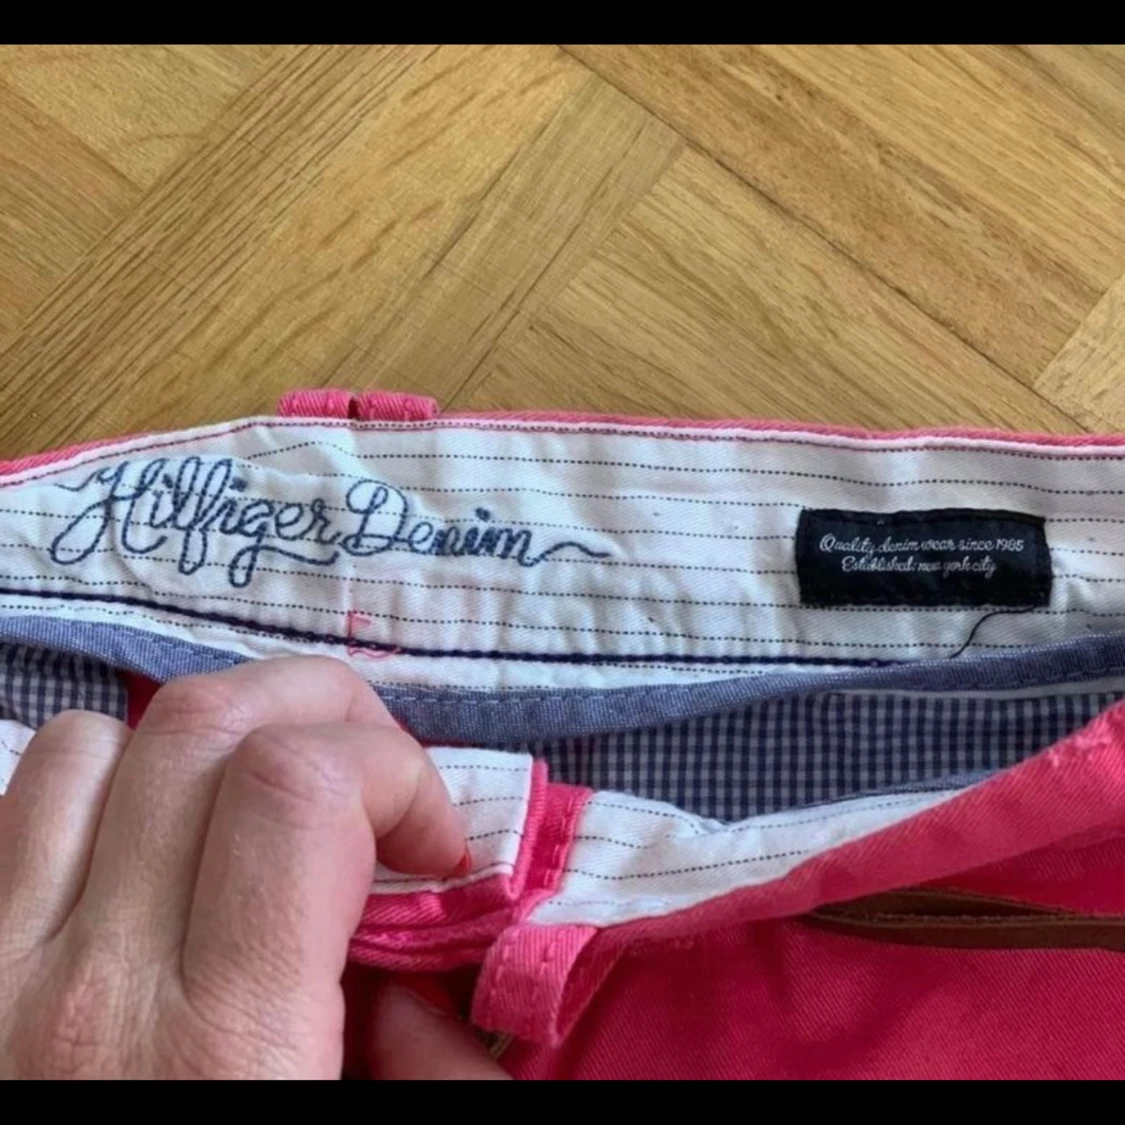 Hilfiger Denim
Quality denim wear since 1985
Established: new york city